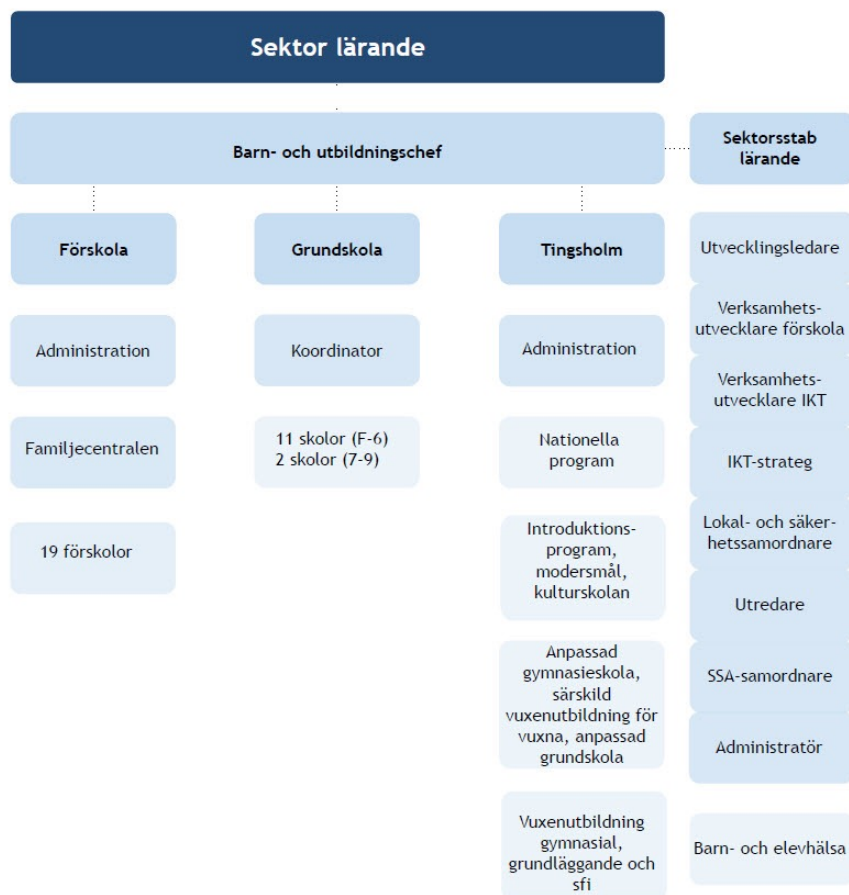 Sektor lärande
Barn- och utbildningschef
Sektorsstab
lärande
Förskola
Administration
Familjecentralen
19 förskolor
Grundskola
Koordinator
11 skolor (F-6)
2 skolor (7-9)
Tingsholm
Administration
Nationella
program
Introduktions-
program,
modersmål,
kulturskolan
Anpassad
gymnasieskola,
särskild
vuxenutbildning för
vuxna, anpassad
grundskola
Vuxenutbildning
gymnasial,
grundläggande och
sfi
Utvecklingsledare
Verksamhets-
utvecklare förskola
Verksamhets-
utvecklare IKT
IKT-strateg
Lokal- och säker-
hetssamordnare
Utredare
SSA-samordnare
Administratör
Barn- och elevhälsa